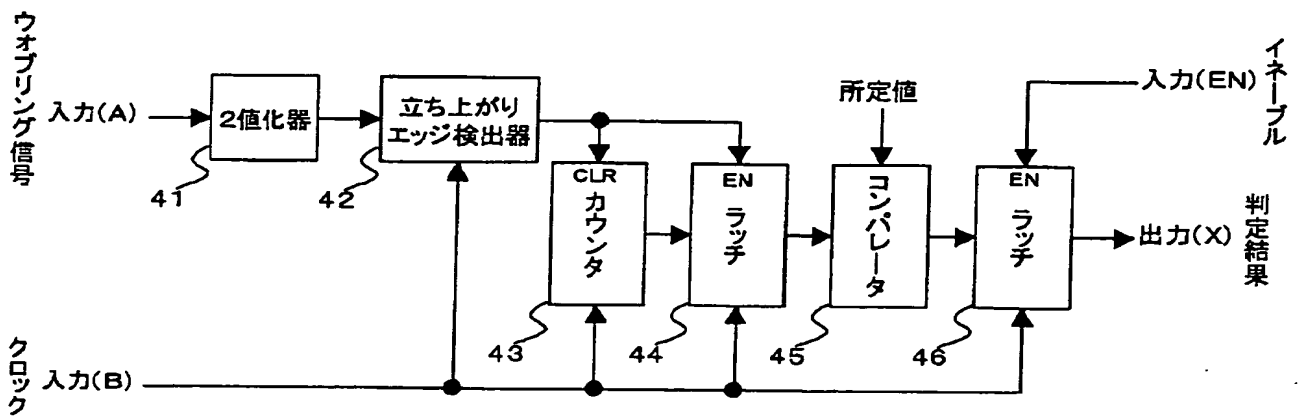 ウォブリング信号
入力(A)
2値化器
41
立ち上がり
エッジ検出器
42
CLR
カウンタ
43
EN
ラッチ
44
所定値
コンパレータ
45
EN
ラッチ
46
入力(EN)
イネーブル
出力(X)
判定結果
クロック
入力(B)